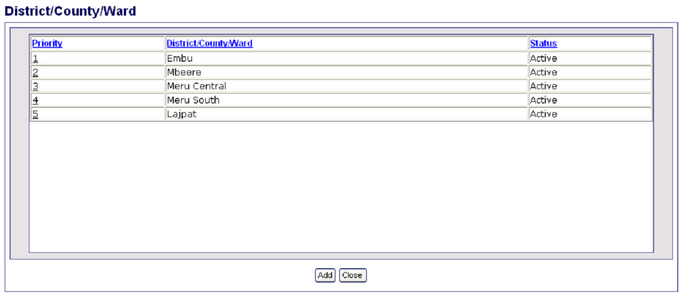 District/County/Ward
Priority District/County/Ward Status
1 Embu Active
2 Mbeere Active
3 Meru Central Active
4 Meru South Active
5 Lajpat Active
Add Close